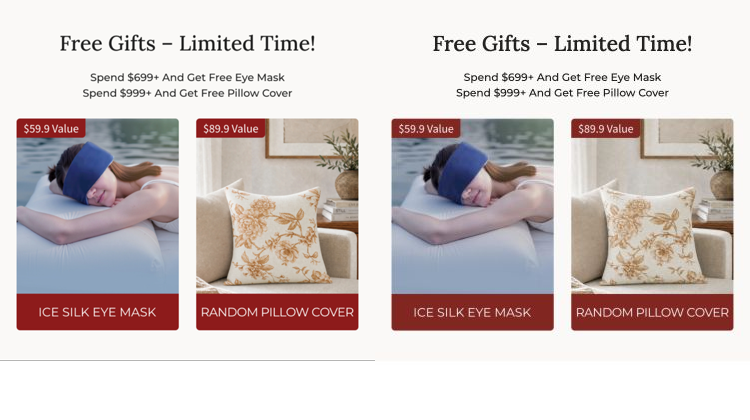 Free Gifts – Limited Time!
Spend $699+ And Get Free Eye Mask
Spend $999+ And Get Free Pillow Cover
$59.9 Value
$89.9 Value
ICE SILK EYE MASK
RANDOM PILLOW COVER
Free Gifts – Limited Time!
Spend $699+ And Get Free Eye Mask
Spend $999+ And Get Free Pillow Cover
$59.9 Value
$89.9 Value
ICE SILK EYE MASK
RANDOM PILLOW COVER